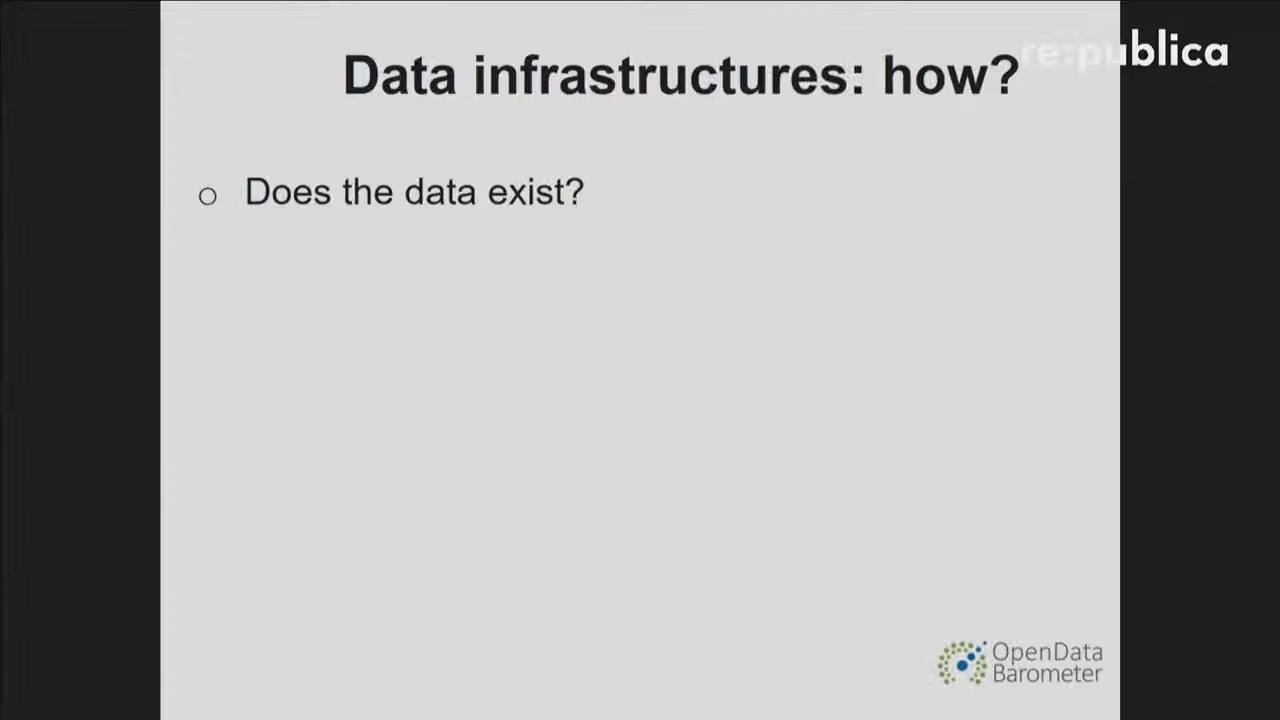 re:publica
Data infrastructures: how?
o Does the data exist?
OpenData
Barometer